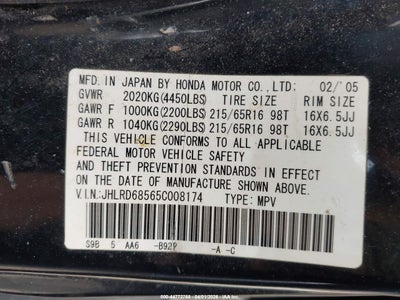 MFD. IN JAPAN BY HONDA MOTOR CO., LTD: 02/'05
GVWR 2020KG(4450LBS) TIRE SIZE RIM SIZE
GAWR F 1000KG(2200LBS) 215/65R16 98T 16X6.5JJ
GAWR R 1040KG(2290LBS) 215/65R16 98T 16X6.5JJ
THIS VEHICLE CONFORMS TO ALL APPLICABLE
FEDERAL MOTOR VEHICLE SAFETY
STANDARDS IN EFFECT
ON THE DATE OF MANUFACTURE SHOWN ABOVE.
V.I.N.:JHLRD68565C008174 TYPE: MPV
S9B 5 AA6 -B92P -A -C